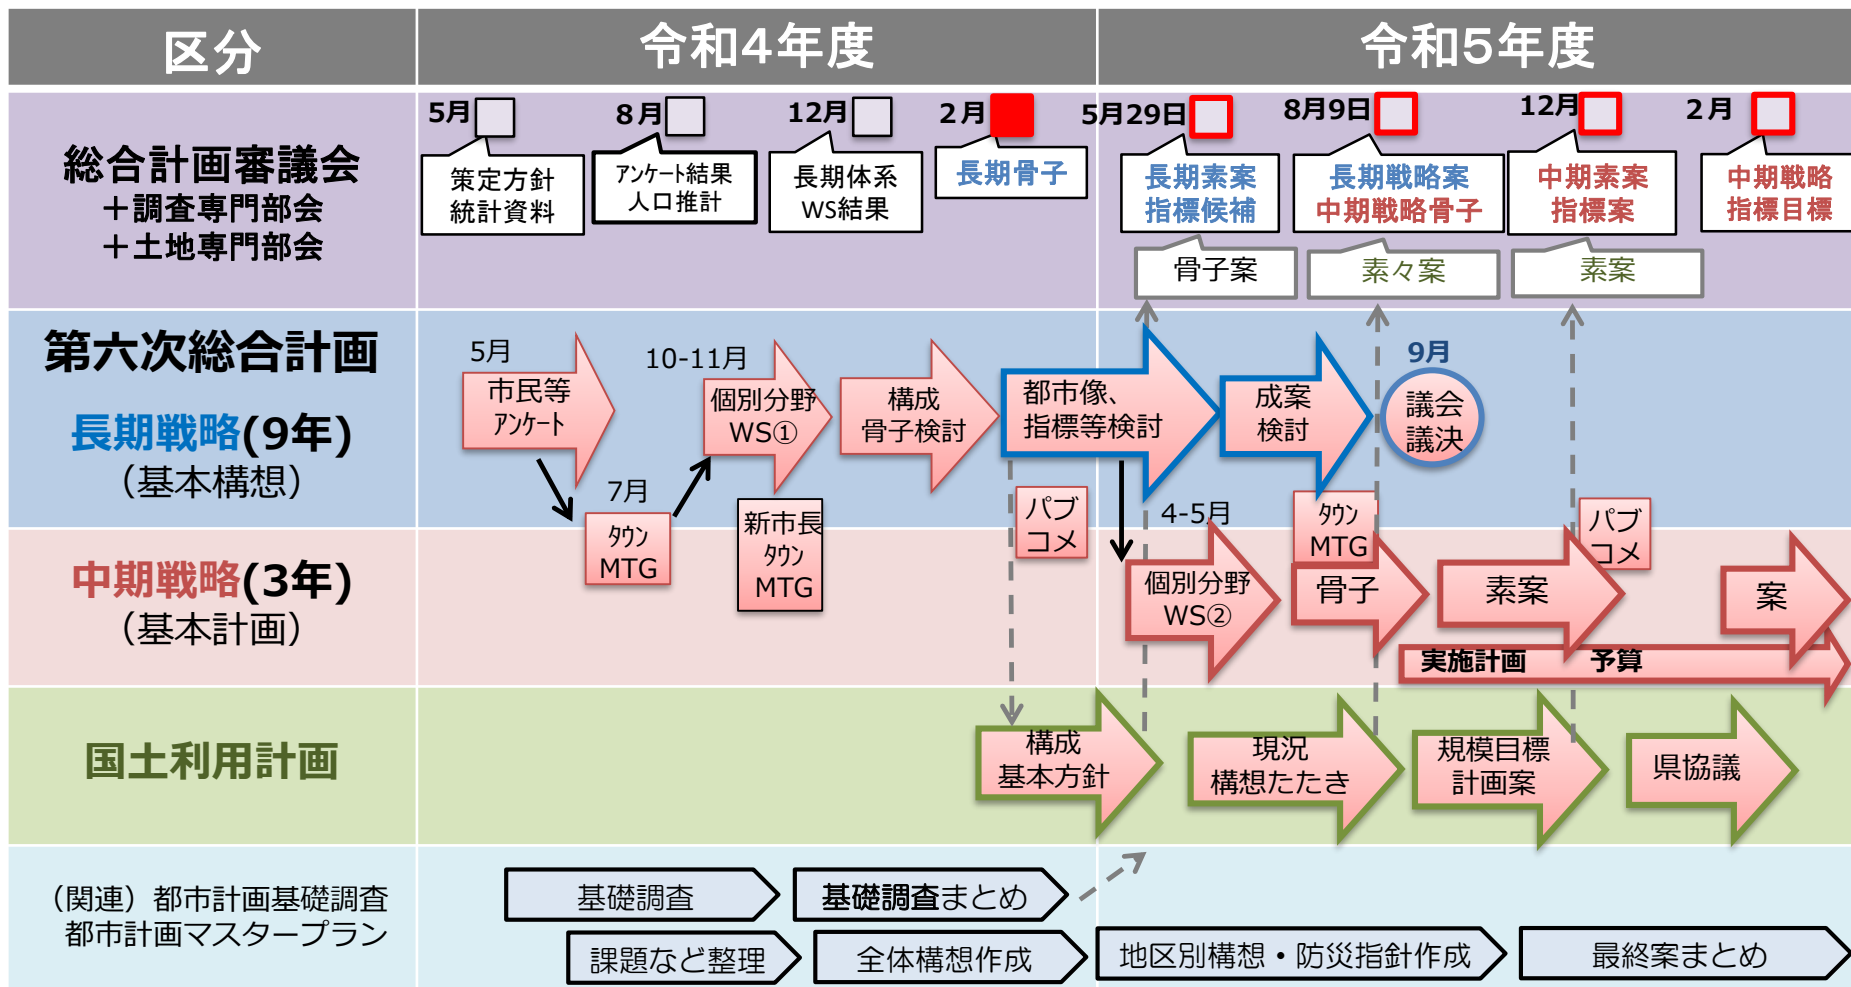 区分
令和４年度
令和５年度
総合計画審議会
＋調査専門部会
＋土地専門部会
5月
策定方針
統計資料
8月
ｱﾝｹｰﾄ結果
人口推計
12月
長期体系
WS結果
２月
長期骨子
5月29日
長期素案
指標候補
骨子案
8月9日
長期戦略案
中期戦略骨子
素々案
12月
中期素案
指標案
素案
２月
中期戦略
指標目標
第六次総合計画
長期戦略(9年)
（基本構想）
5月
市民等
ｱﾝｹｰﾄ
7月
ﾀｳﾝ
MTG
10-11月
個別分野
WS①
新市長
ﾀｳﾝ
MTG
構成
骨子検討
都市像、
指標等検討
パブ
コメ
成案
検討
9月
議会
議決
中期戦略(3年)
（基本計画）
4-5月
個別分野
WS②
ﾀｳﾝ
MTG
骨子
素案
パブ
コメ
案
実施計画
予算
国土利用計画
構成
基本方針
現況
構想たたき
規模目標
計画案
県協議
（関連）都市計画基礎調査
都市計画マスタープラン
基礎調査
基礎調査まとめ
課題など整理
全体構想作成
地区別構想・防災指針作成
最終案まとめ